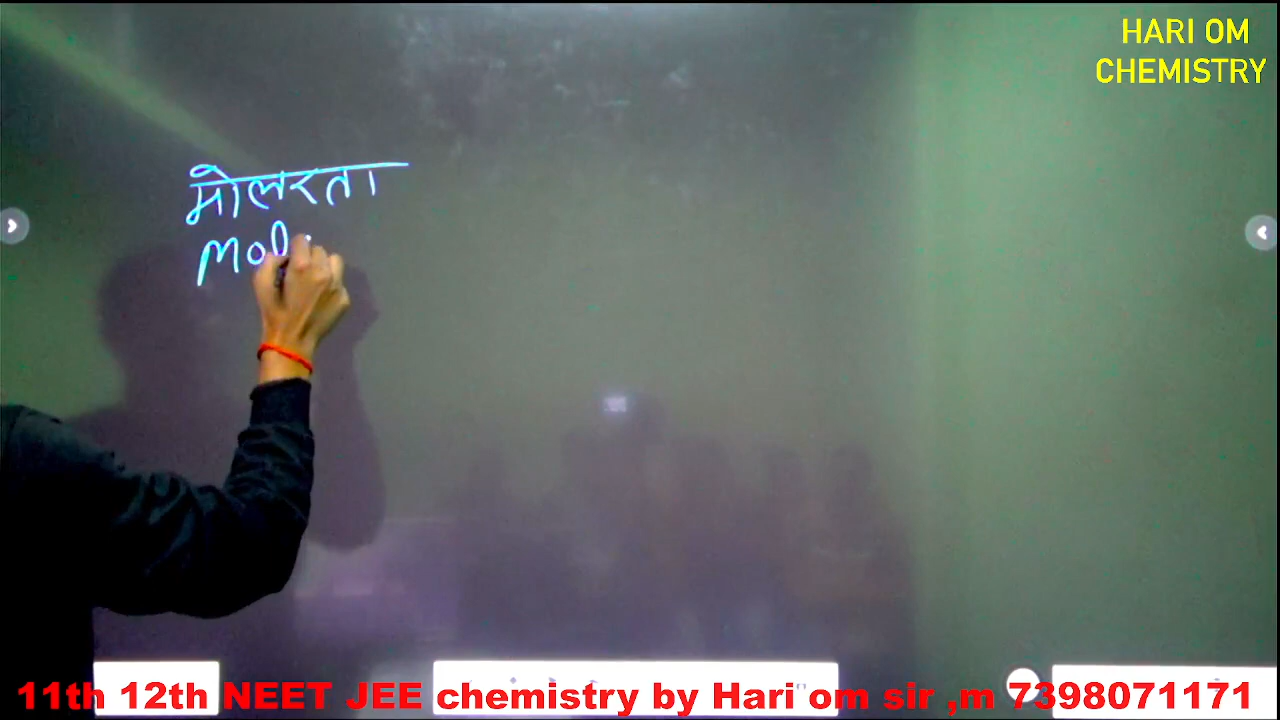 HARI OM
CHEMISTRY
मोलरता
Mol
11th 12th NEET JEE chemistry by Hari om sir ,m 7398071171